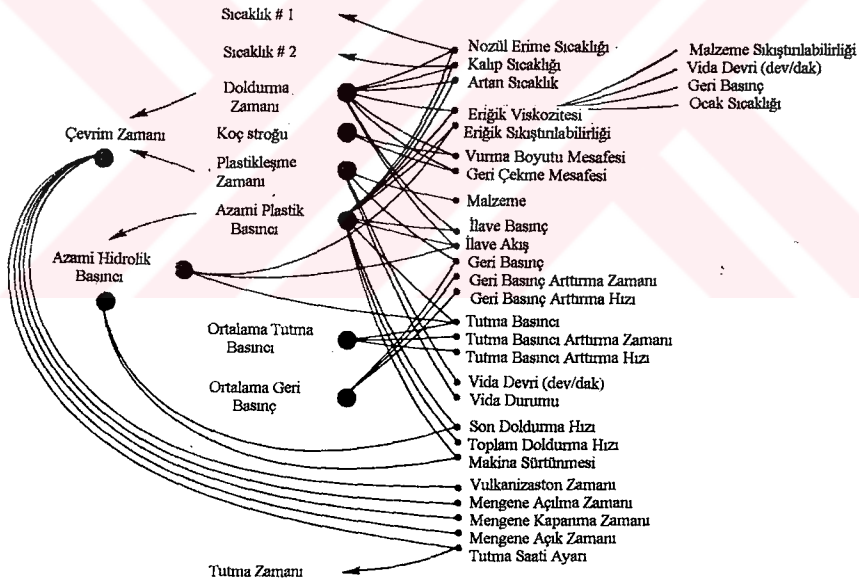 Sıcaklık # 1
Sıcaklık # 2
Doldurma
Zamanı
Çevrim Zamanı
Koç stroğu
Plastikleşme
Zamanı
Azami Plastik
Basıncı
Azami Hidrolik
Basıncı
Ortalama Tutma
Basıncı
Ortalama Geri
Basınç
Tutma Zamanı
Nozül Erime Sıcaklığı
Kalıp Sıcaklığı
Artan Sıcaklık
Eriğik Viskozitesi
Eriğik Sıkıştırılabilirliği
Vurma Boyutu Mesafesi
Geri Çekme Mesafesi
Malzeme
İlave Basınç
İlave Akış
Geri Basınç
Geri Basınç Arttırma Zamanı
Geri Basınç Arttırma Hızı
Tutma Basıncı
Tutma Basıncı Arttırma Zamanı
Tutma Basıncı Arttırma Hızı
Vida Devri (dev/dak)
Vida Durumu
Son Doldurma Hızı
Toplam Doldurma Hızı
Makina Sürtünmesi
Vulkanizaston Zamanı
Mengene Açılma Zamanı
Mengene Kapanma Zamanı
Mengene Açık Zamanı
Tutma Saati Ayarı
Malzeme Sıkıştırılabilirliği
Vida Devri (dev/dak)
Geri Basınç
Ocak Sıcaklığı